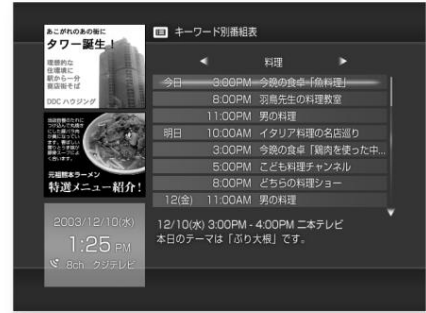 あこがれのあの街に
タワー誕生!
理想的な
住環境に
駅から一分
商店街そば
DDC ハウジング
元祖熊本ラーメン
特選メニュー紹介!
2003/12/10(水)
1:25 PM
8ch クジテレビ
キーワード別番組表
料理
今日 3:00PM 今晩の食卓「魚料理」
8:00PM 羽鳥先生の料理教室
11:00PM 男の料理
明日 10:00AM イタリア料理の名店巡り
3:00PM 今晩の食卓「鶏肉を使った中...
5:00PM こども料理チャンネル
8:00PM どちらの料理ショー
12(金) 11:00AM 男の料理
12/10(水) 3:00PM - 4:00PM 二本テレビ
本日のテーマは「ぶり大根」です。